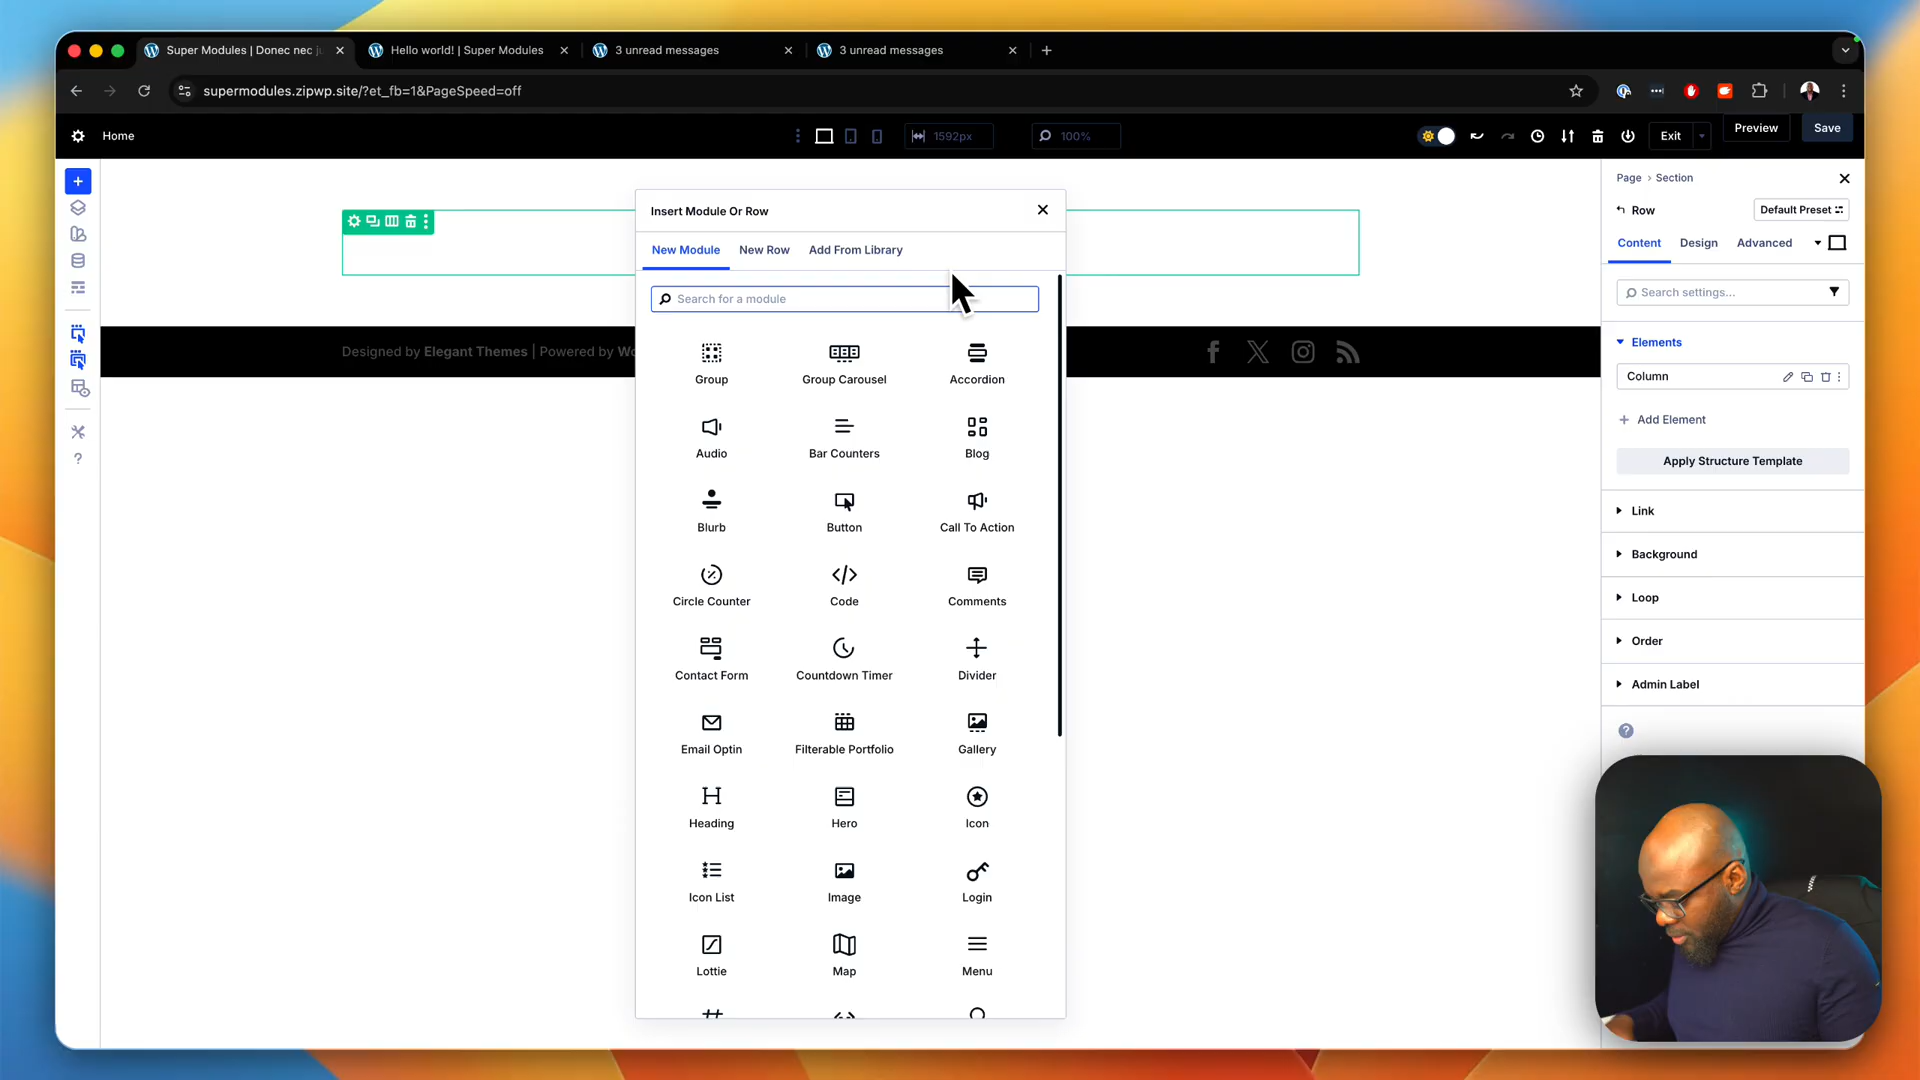 Super Modules | Donec nec j
Hello world! | Super Modules
3 unread messages
3 unread messages
supermodules.zipwp.site/?et_fb=1&PageSpeed=off
Home
1592px
100%
Exit
Preview
Save
Insert Module Or Row
New Module
New Row
Add From Library
Search for a module
Group
Group Carousel
Accordion
Audio
Bar Counters
Blog
Blurb
Button
Call To Action
Circle Counter
Code
Comments
Contact Form
Countdown Timer
Divider
Email Optin
Filterable Portfolio
Gallery
Heading
Hero
Icon
Icon List
Image
Login
Lottie
Map
Menu
Designed by Elegant Themes | Powered by Wo
Page > Section
Row
Default Preset
Content
Design
Advanced
Search settings...
Elements
Column
+ Add Element
Apply Structure Template
Link
Background
Loop
Order
Admin Label